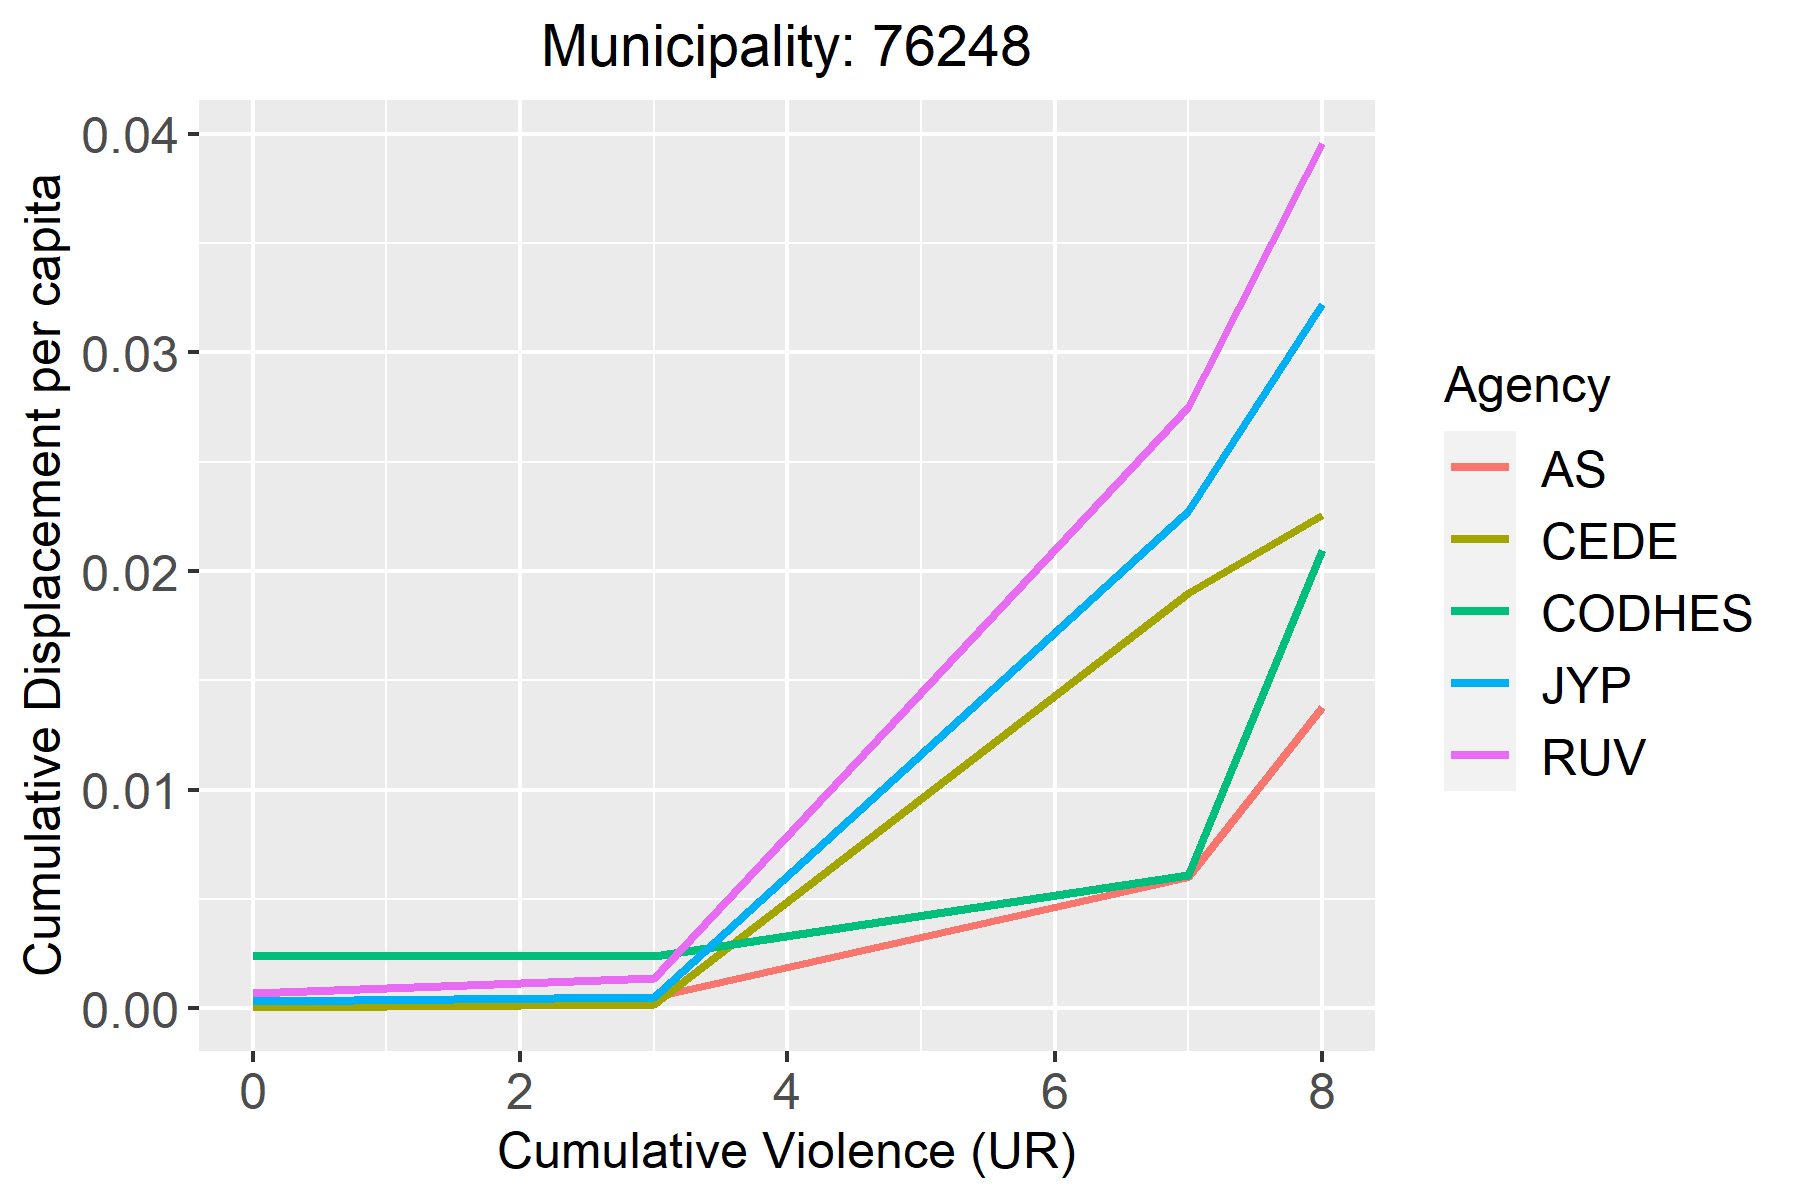 Municipality: 76248
Cumulative Displacement per capita
0.04
0.03
0.02
0.01
0.00
0 2 4 6 8
Cumulative Violence (UR)
Agency
AS
CEDE
CODHES
JYP
RUV